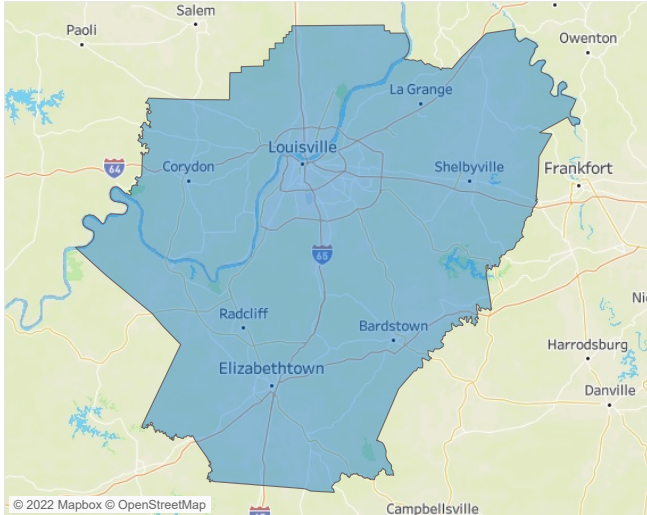 Salem
Paoli
Owenton
La Grange
Louisville
64
Corydon
Shelbyville
Frankfort
65
Radcliff
Bardstown
Harrodsburg
Elizabethtown
Danville
© 2022 Mapbox © OpenStreetMap
Campbellsville